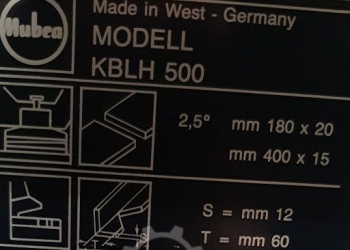 Mubea
Made in West - Germany
MODELL
KBLH 500
2,5° mm 180 x 20
mm 400 x 15
S = mm 12
T S T = mm 60